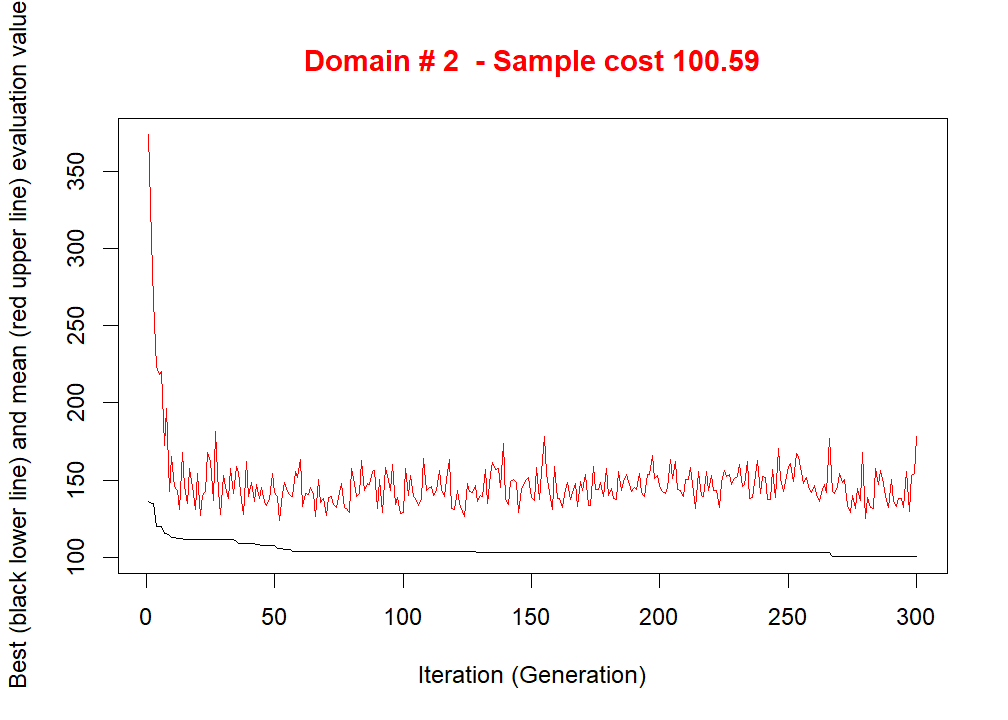 Domain # 2  - Sample cost 100.59
Best (black lower line) and mean (red upper line) evaluation value
350
300
250
200
150
100
0 50 100 150 200 250 300
Iteration (Generation)